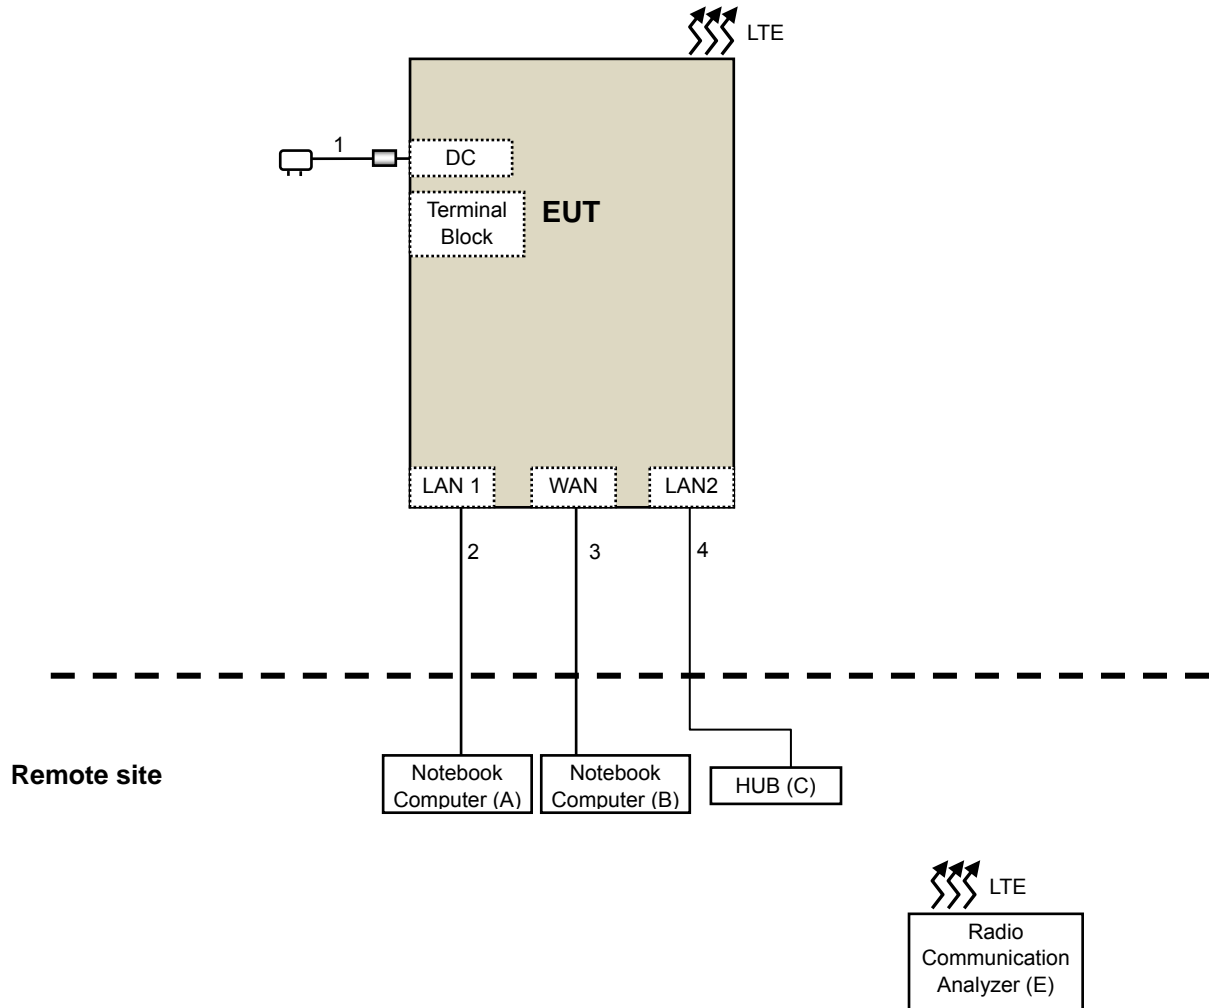 LTE
1
DC
Terminal
Block
EUT
LAN 1
WAN
LAN2
2
3
4
Remote site
Notebook
Computer (A)
Notebook
Computer (B)
HUB (C)
LTE
Radio
Communication
Analyzer (E)